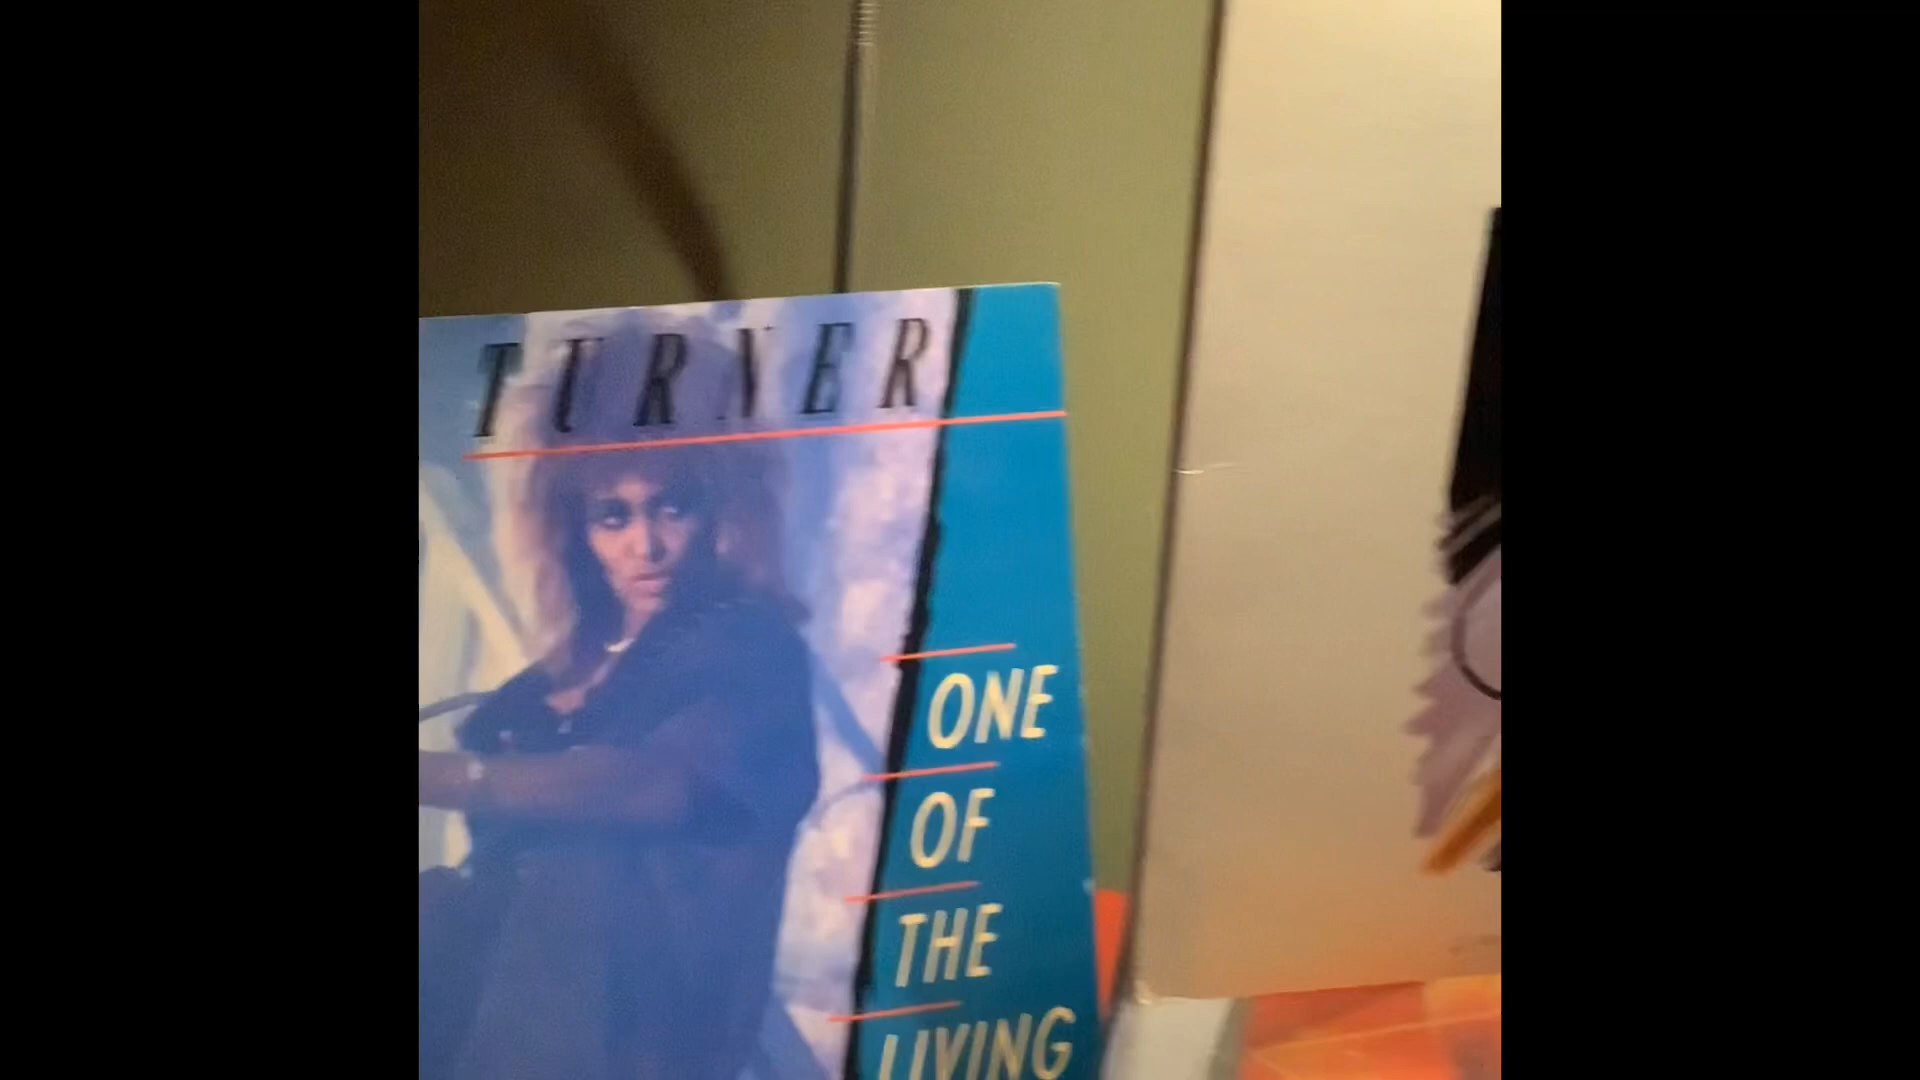 TURNER
ONE
OF
THE
LIVING